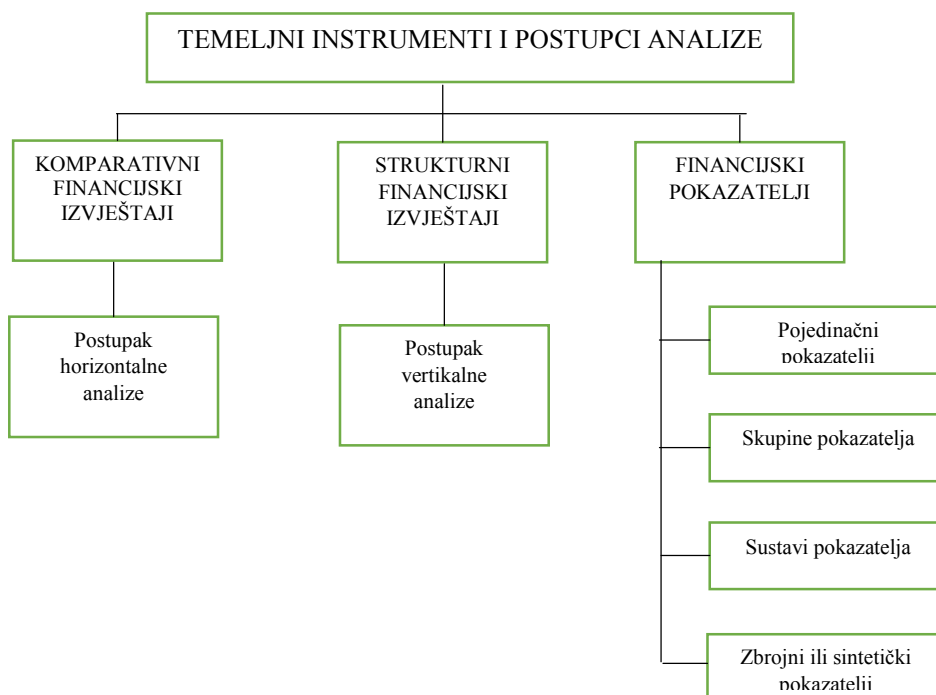 TEMELJNI INSTRUMENTI I POSTUPCI ANALIZE
KOMPARATIVNI
FINANCIJSKI
IZVJEŠTAJI
STRUKTURNI
FINANCIJSKI
IZVJEŠTAJI
FINANCIJSKI
POKAZATELJI
Postupak
horizontalne
analize
Postupak
vertikalne
analize
Pojedinačni
pokazatelji
Skupine pokazatelja
Sustavi pokazatelja
Zbrojni ili sintetički
pokazatelji